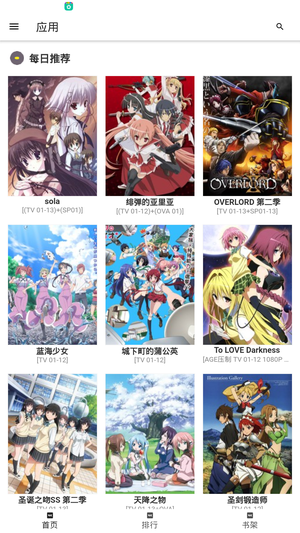 应用
每日推荐
OVERLORD
sola
绯弹的亚里亚
OVERLORD 第二季
[(TV 01-13)+(SP01)]
[(TV 01-12)+(OVA 01)]
[TV 01-13+SP01-13]
蓝海少女
城下町的蒲公英
To LOVE Darkness
[TV 01-12]
[TV 01-12]
[AGE压制 TV 01-12 1080P ...
Illustration Gallery
圣诞之吻SS 第二季
天降之物
圣剑锻造师
首页
排行
书架